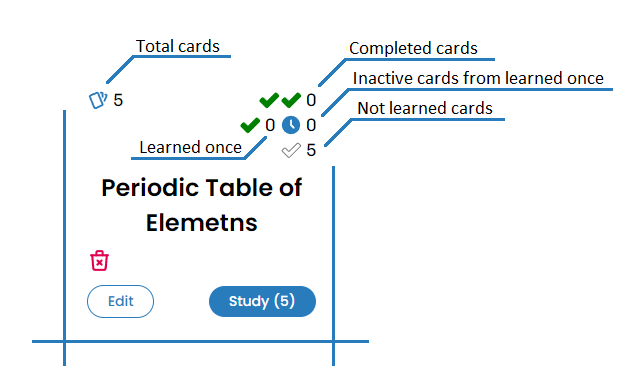 Total cards
Completed cards
Inactive cards from learned once
Not learned cards
Learned once
5
0
0 0
5
Periodic Table of
Elemetns
Edit
Study (5)